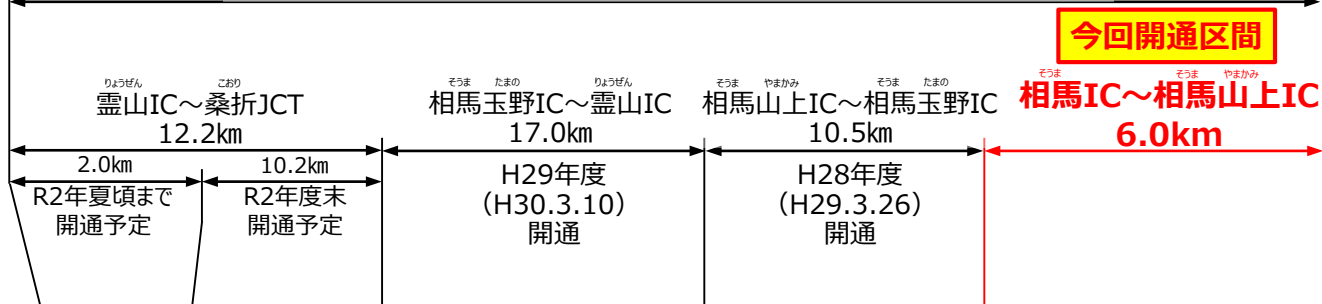 今回開通区間
りょうぜん こおり
霊山IC～桑折JCT
12.2㎞
2.0㎞
R2年夏頃まで
開通予定
10.2㎞
R2年度末
開通予定
そうま たまの りょうぜん
相馬玉野IC～霊山IC
17.0㎞
H29年度
（H30.3.10）
開通
そうま やまかみ そうま たまの
相馬山上IC～相馬玉野IC
10.5㎞
H28年度
（H29.3.26）
開通
そうま そうま やまかみ
相馬IC～相馬山上IC
6.0km